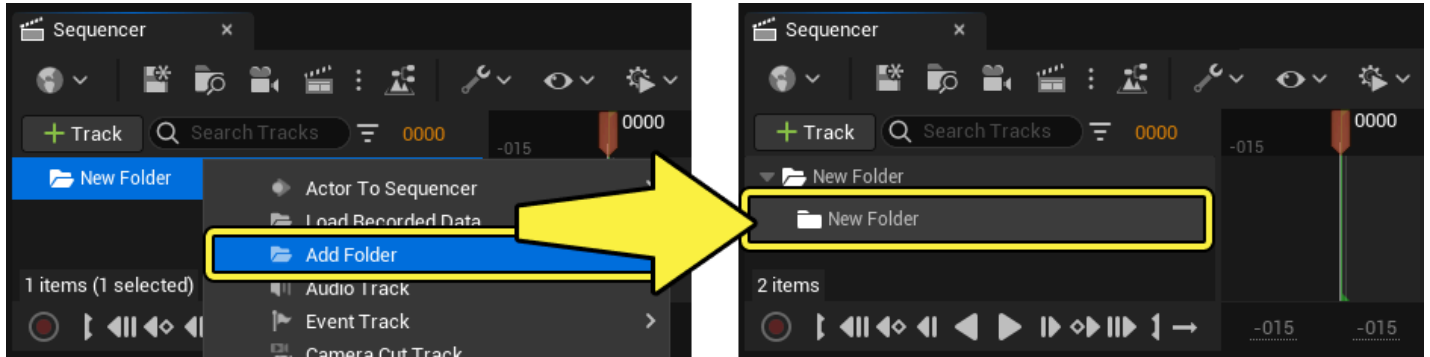 Sequencer ×
+ Track Search Tracks 0000 0000
-015
New Folder
Actor To Sequencer
Load Recorded Data
Add Folder
1 items (1 selected)
Audio Track
Event Track
Camera Cut Track
Sequencer ×
+ Track Search Tracks 0000 0000
-015
New Folder
New Folder
2 items
-015 -015